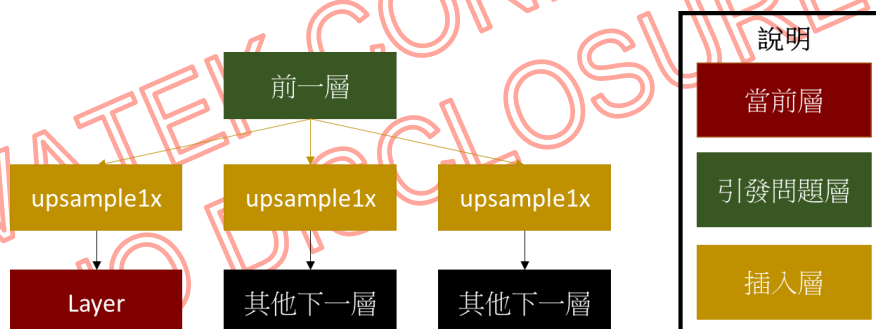 前一層
upsample1x
upsample1x
upsample1x
Layer
其他下一層
其他下一層
說明
當前層
引發問題層
插入層